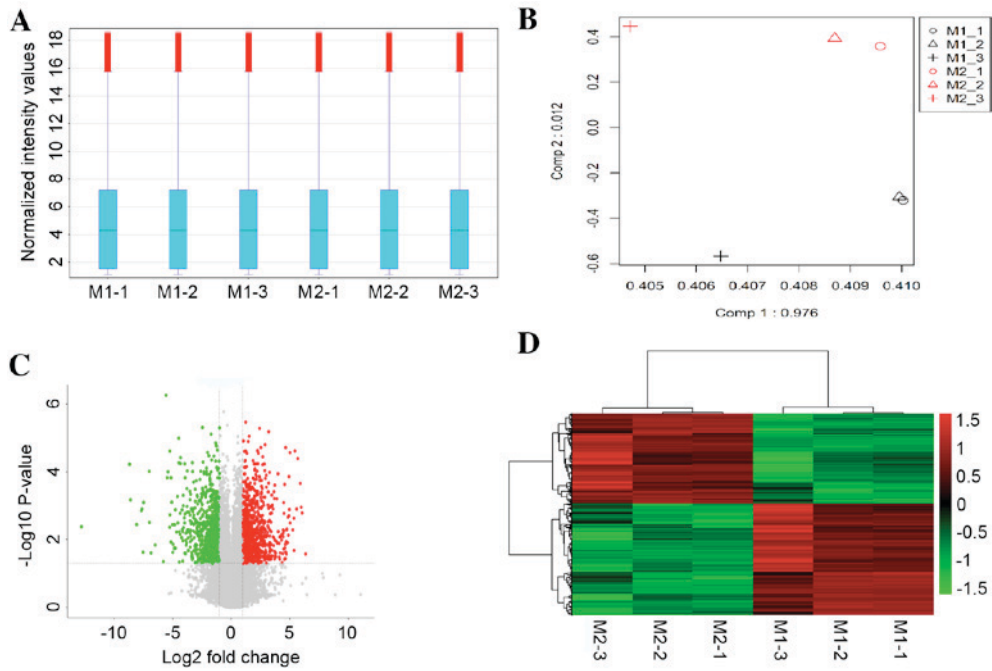 A
Normalized intensity values
18
16
14
12
10
8
6
4
2
M1-1 M1-2 M1-3 M2-1 M2-2 M2-3
B
Comp 2 : 0.012
0.4
0.2
0.0
-0.2
-0.4
-0.6
0.405 0.406 0.407 0.408 0.409 0.410
Comp 1 : 0.976
M1_1
M1_2
M1_3
M2_1
M2_2
M2_3
C
-Log10 P-value
6
4
2
0
-10 -5 0 5 10
Log2 fold change
D
1.5
1
0.5
0
-0.5
-1
-1.5
M2-3 M2-2 M2-1 M1-3 M1-2 M1-1